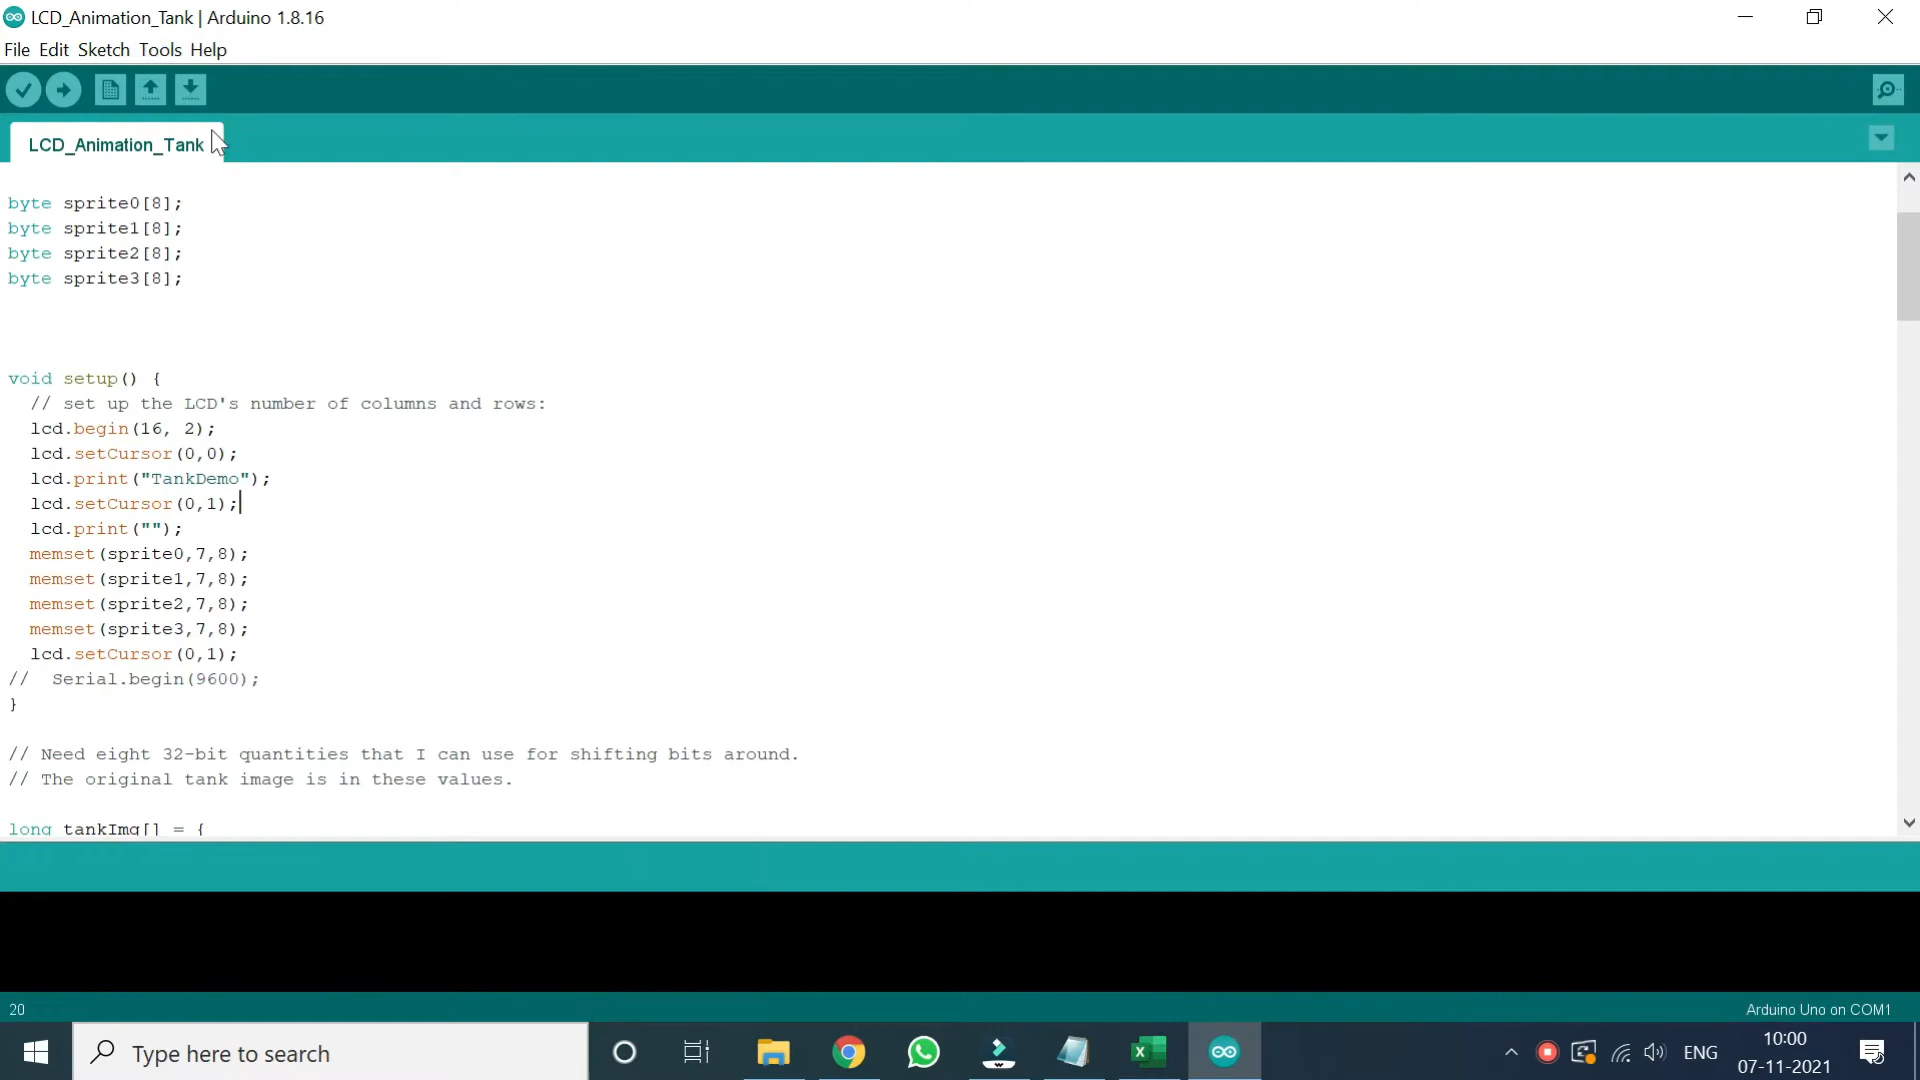 LCD_Animation_Tank | Arduino 1.8.16
File Edit Sketch Tools Help
LCD_Animation_Tank
byte sprite0[8];
byte sprite1[8];
byte sprite2[8];
byte sprite3[8];
void setup() {
// set up the LCD's number of columns and rows:
lcd.begin(16, 2);
lcd.setCursor(0,0);
lcd.print("TankDemo");
lcd.setCursor(0,1);
lcd.print("");
memset(sprite0,7,8);
memset(sprite1,7,8);
memset(sprite2,7,8);
memset(sprite3,7,8);
lcd.setCursor(0,1);
//  Serial.begin(9600);
}
// Need eight 32-bit quantities that I can use for shifting bits around.
// The original tank image is in these values.
long tankImg[] = {
20
Arduino Uno on COM1
Type here to search
ENG
10:00
07-11-2021